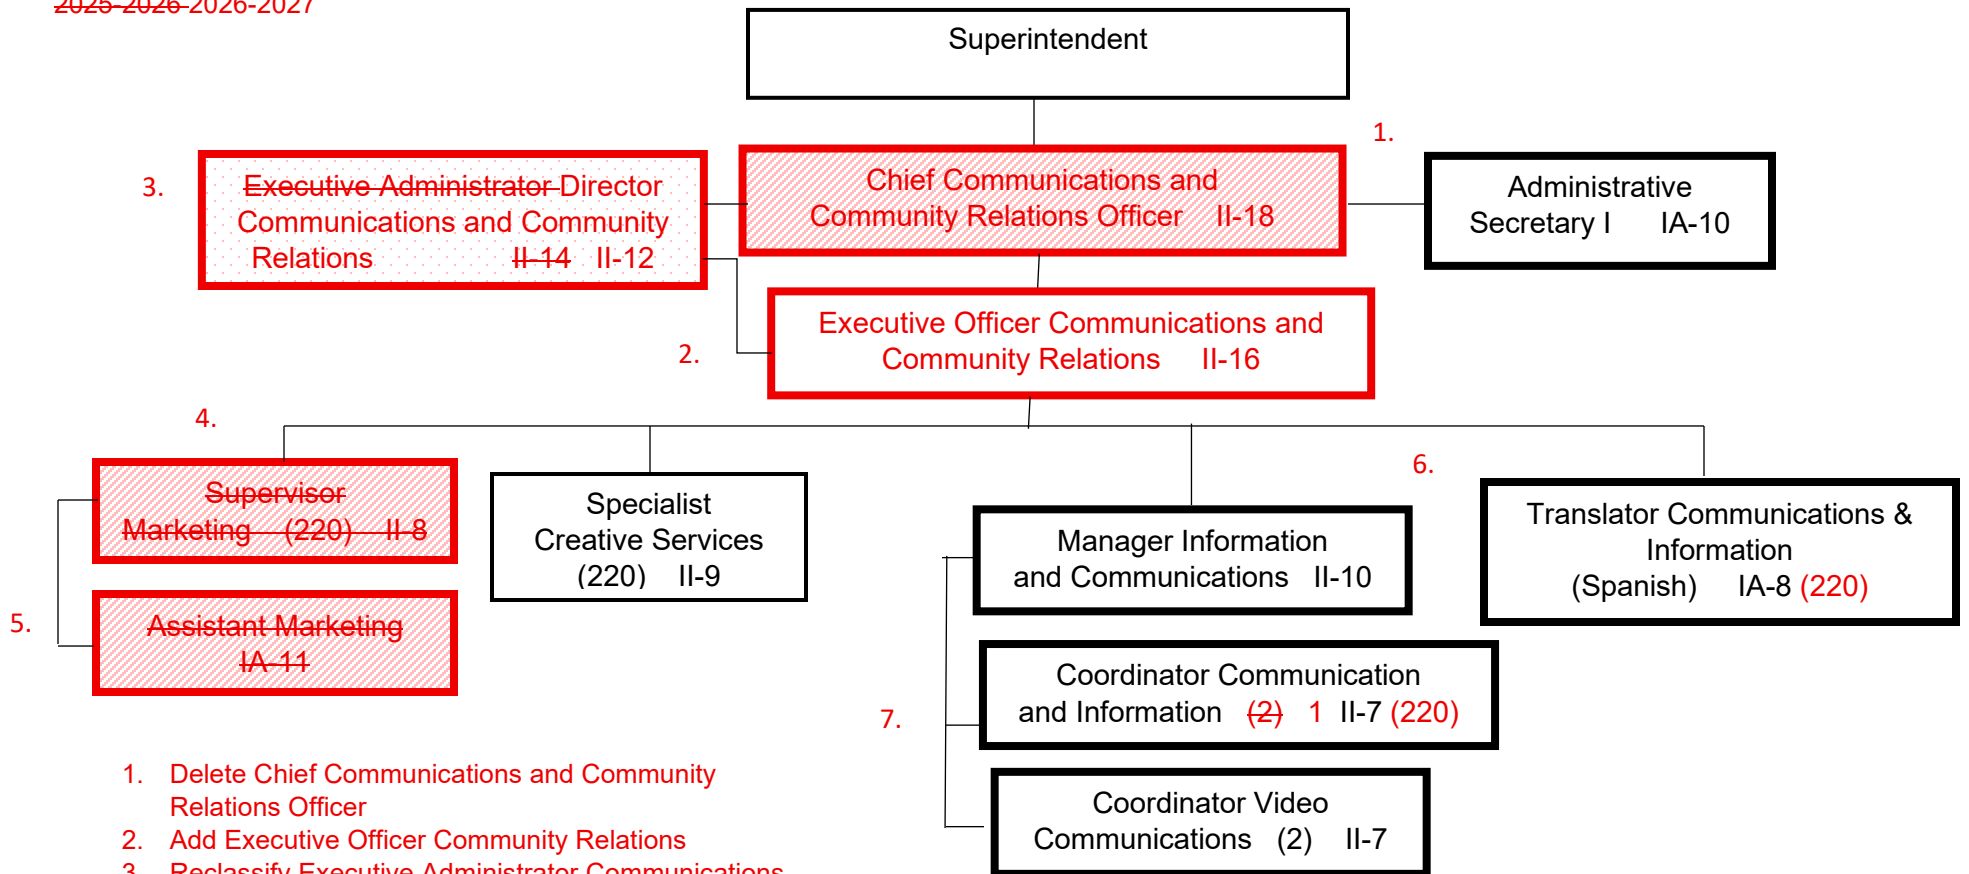 2025-2026 2026-2027
Superintendent
1.
3.
Executive Administrator Director
Communications and Community
Relations II-14 II-12
Chief Communications and
Community Relations Officer II-18
Administrative
Secretary I IA-10
2.
Executive Officer Communications and
Community Relations II-16
4.
6.
Supervisor
Marketing (220) II-8
Specialist
Creative Services
(220) II-9
Manager Information
and Communications II-10
Translator Communications &
Information
(Spanish) IA-8 (220)
5.
Assistant Marketing
IA-11
7.
Coordinator Communication
and Information (2) 1 II-7 (220)
Coordinator Video
Communications (2) II-7
1. Delete Chief Communications and Community
Relations Officer
2. Add Executive Officer Community Relations
3. Reclassify Executive Administrator Communications